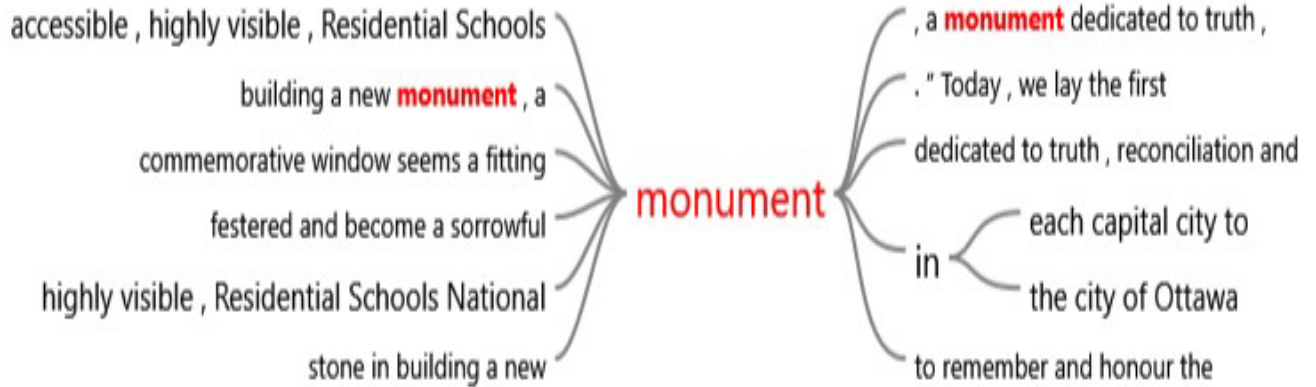 accessible , highly visible , Residential Schools
building a new monument , a
commemorative window seems a fitting
festered and become a sorrowful
highly visible , Residential Schools National
stone in building a new
monument
, a monument dedicated to truth ,
. " Today , we lay the first
dedicated to truth , reconciliation and
in
each capital city to
the city of Ottawa
to remember and honour the